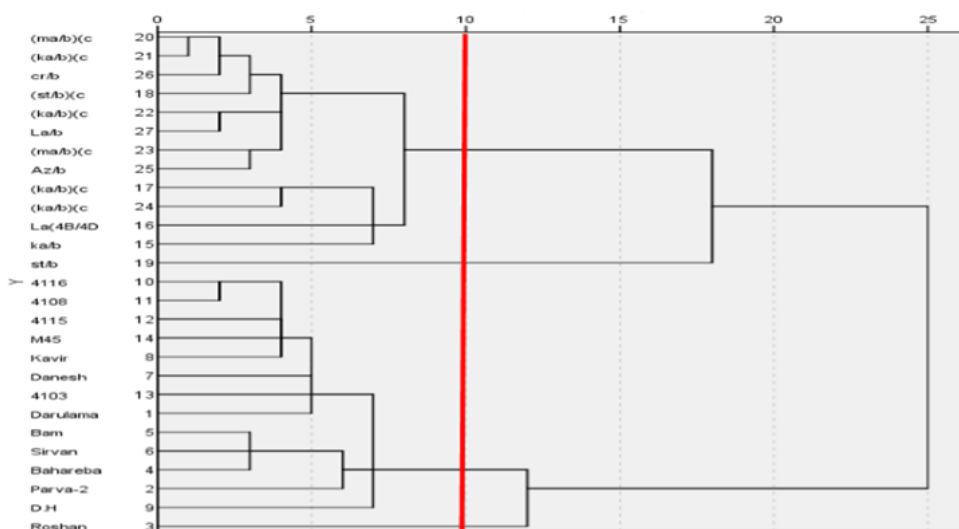 0 5 10 15 20 25
(ma/b)(c 20
(ka/b)(c 21
cr/b 26
(st/b)(c 18
(ka/b)(c 22
La/b 27
(ma/b)(c 23
Az/b 25
(ka/b)(c 17
(ka/b)(c 24
La(4B/4D 16
ka/b 15
st/b 19
Y 4116 10
4108 11
4115 12
M45 14
Kavir 8
Danesh 7
4103 13
Darulama 1
Bam 5
Sirvan 6
Bahareba 4
Parva-2 2
D.H 9
Roshan 3